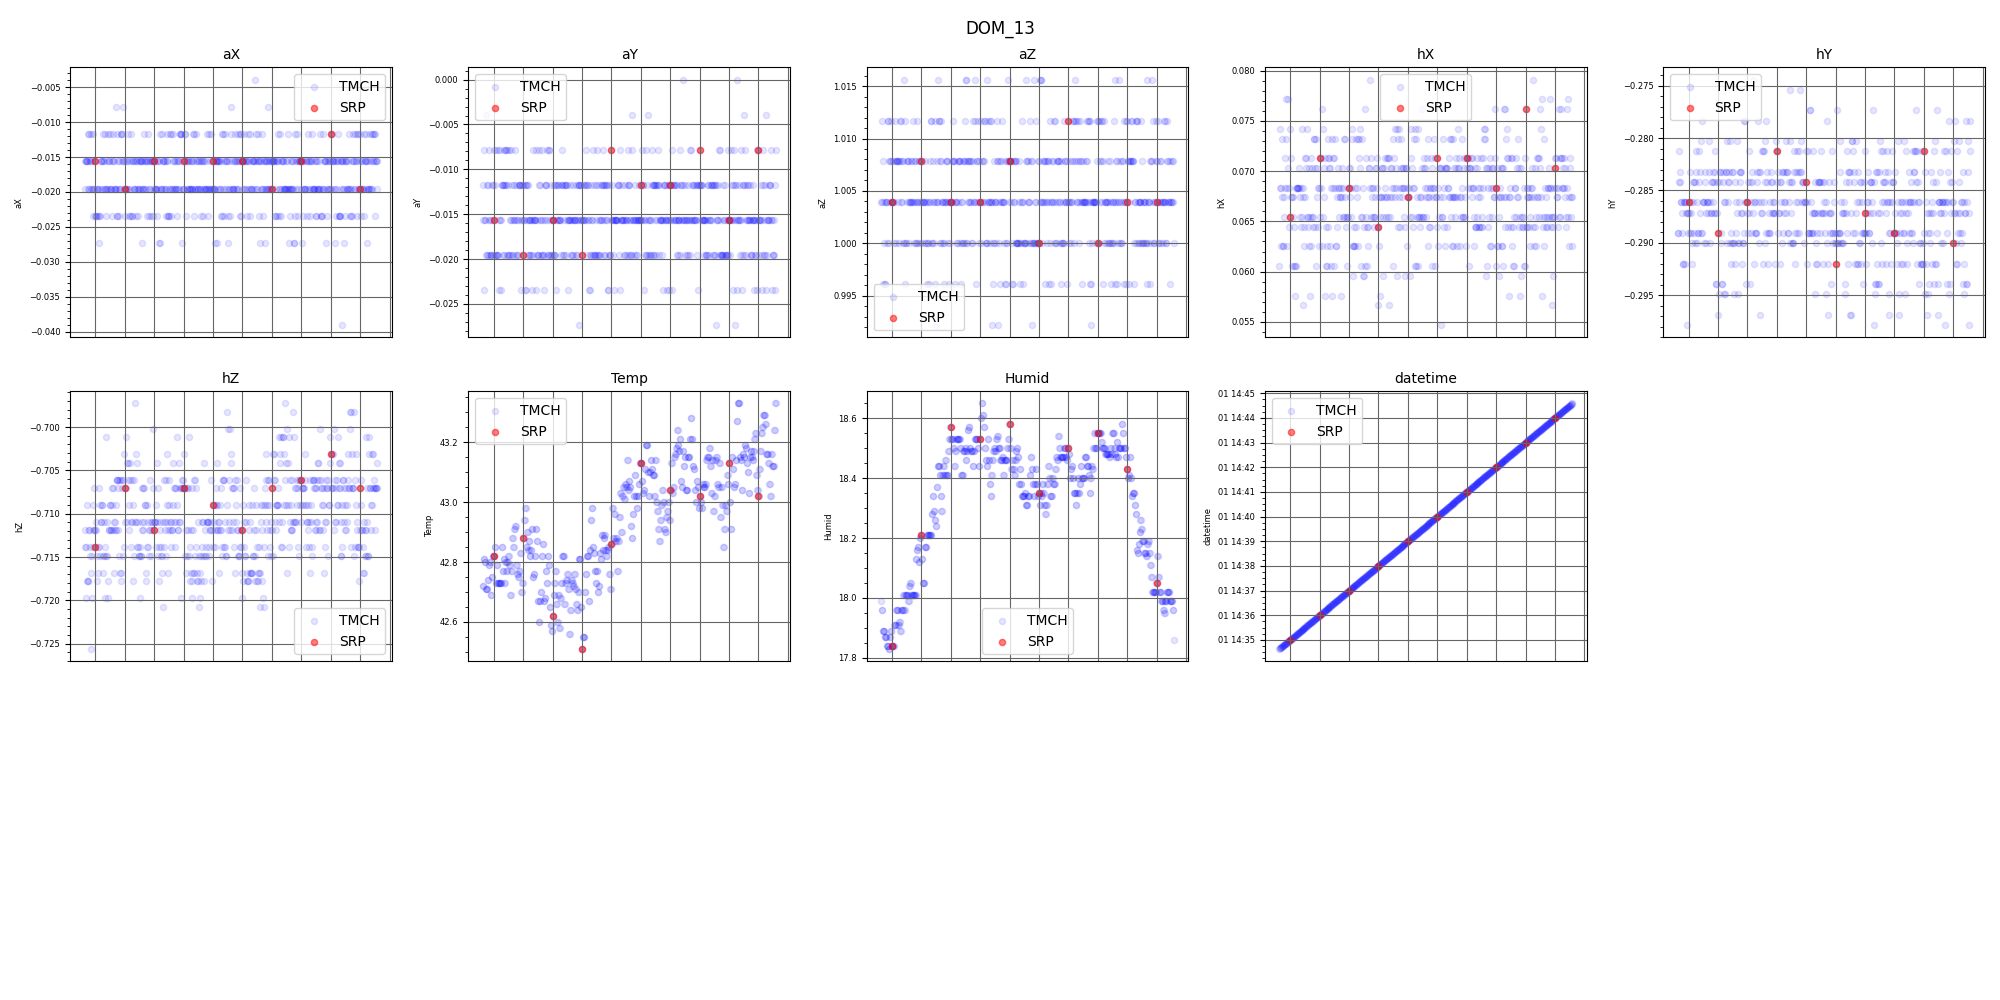 DOM_13
aX
−0.005
−0.010
−0.015
−0.020
−0.025
−0.030
−0.035
−0.040
aX
TMCH
SRP
aY
0.000
−0.005
−0.010
−0.015
−0.020
−0.025
aY
TMCH
SRP
aZ
1.015
1.010
1.005
1.000
0.995
aZ
TMCH
SRP
hX
0.080
0.075
0.070
0.065
0.060
0.055
hX
TMCH
SRP
hY
−0.275
−0.280
−0.285
−0.290
−0.295
hY
TMCH
SRP
hZ
−0.700
−0.705
−0.710
−0.715
−0.720
−0.725
hZ
TMCH
SRP
Temp
43.2
43.0
42.8
42.6
Temp
TMCH
SRP
Humid
18.6
18.4
18.2
18.0
17.8
Humid
TMCH
SRP
datetime
01 14:45
01 14:44
01 14:43
01 14:42
01 14:41
01 14:40
01 14:39
01 14:38
01 14:37
01 14:36
01 14:35
datetime
TMCH
SRP